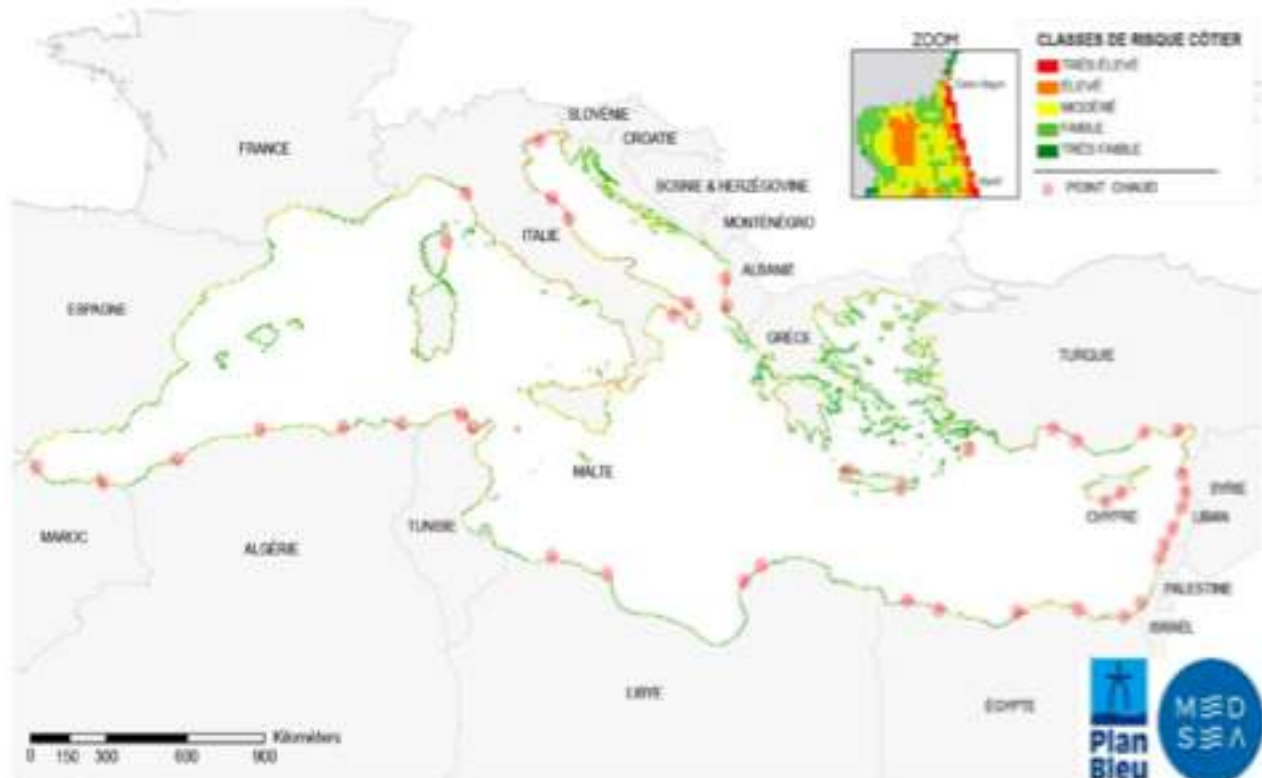 ZOOM
CLASSES DE RISQUE CÔTIER
TRÈS ÉLEVÉ
ÉLEVÉ
MODÉRÉ
FAIBLE
TRÈS FAIBLE
POINT CHAUD
SLOVÉNIE
CROATIE
FRANCE
BOSNIE & HERZÉGOVINE
MONTÉNÉGRO
ITALIE
ALBANIE
ESPAGNE
GRÈCE
TURQUIE
MALTE
CHYPRE
SYRIE
LIBAN
MAROC
ALGÉRIE
TUNISIE
PALESTINE
ISRAËL
LIBYE
ÉGYPTE
Kilomètres
0 150 300 600 900
Plan
Bleu
MED
SEA